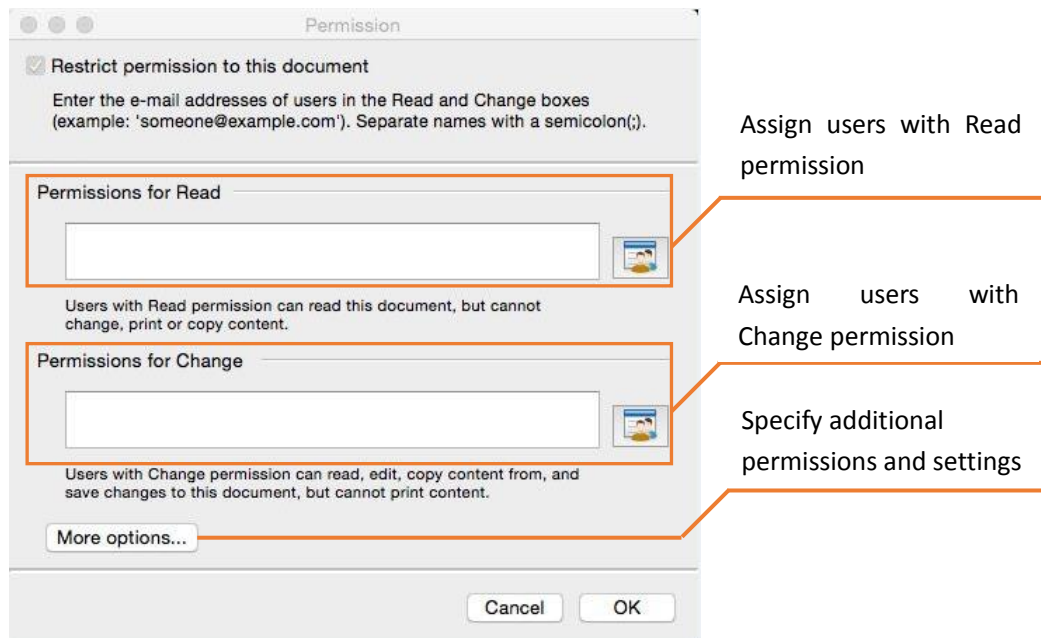 Permission
Restrict permission to this document
Enter the e-mail addresses of users in the Read and Change boxes
(example: 'someone@example.com'). Separate names with a semicolon(;).
Assign users with Read
permission
Permissions for Read
Users with Read permission can read this document, but cannot
change, print or copy content.
Assign users with
Change permission
Permissions for Change
Users with Change permission can read, edit, copy content from, and
save changes to this document, but cannot print content.
Specify additional
permissions and settings
More options...
Cancel
OK